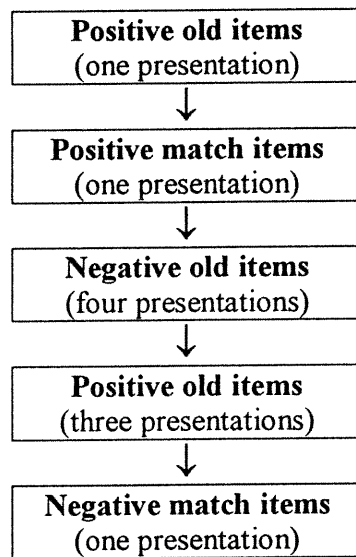 Positive old items
(one presentation)
Positive match items
(one presentation)
Negative old items
(four presentations)
Positive old items
(three presentations)
Negative match items
(one presentation)